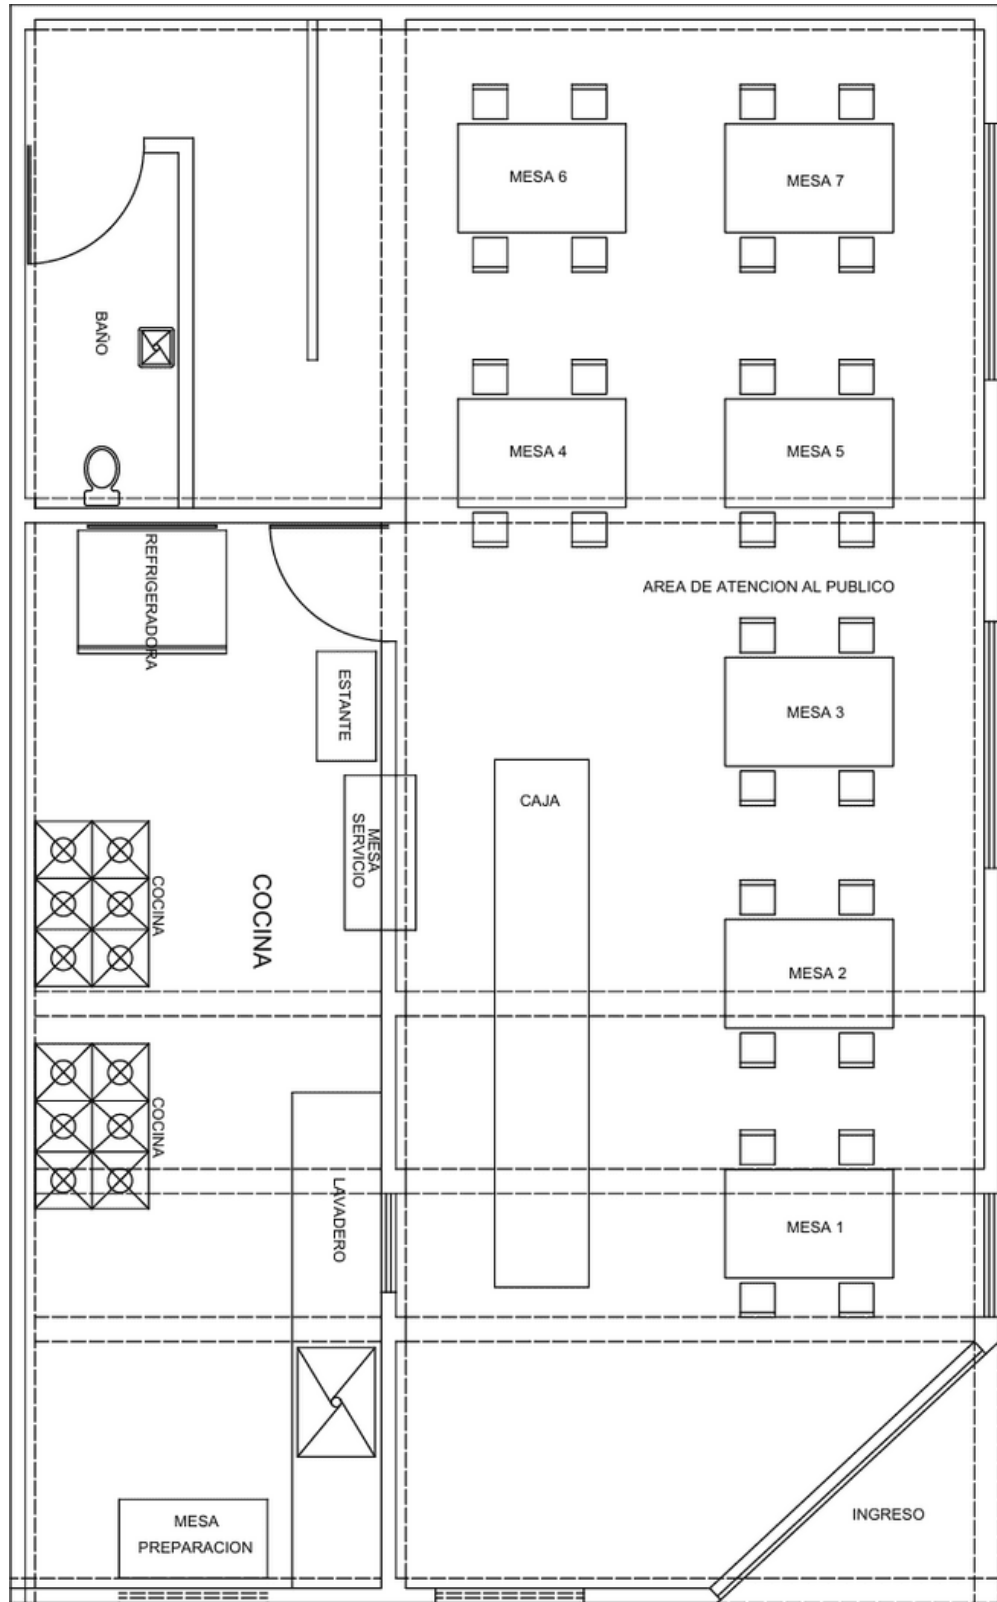 MESA 6
MESA 7
BAÑO
MESA 4
MESA 5
REFRIGERADORA
AREA DE ATENCION AL PUBLICO
ESTANTE
MESA 3
CAJA
MESA
SERVICIO
COCINA
COCINA
MESA 2
COCINA
LAVADERO
MESA 1
INGRESO
MESA
PREPARACION